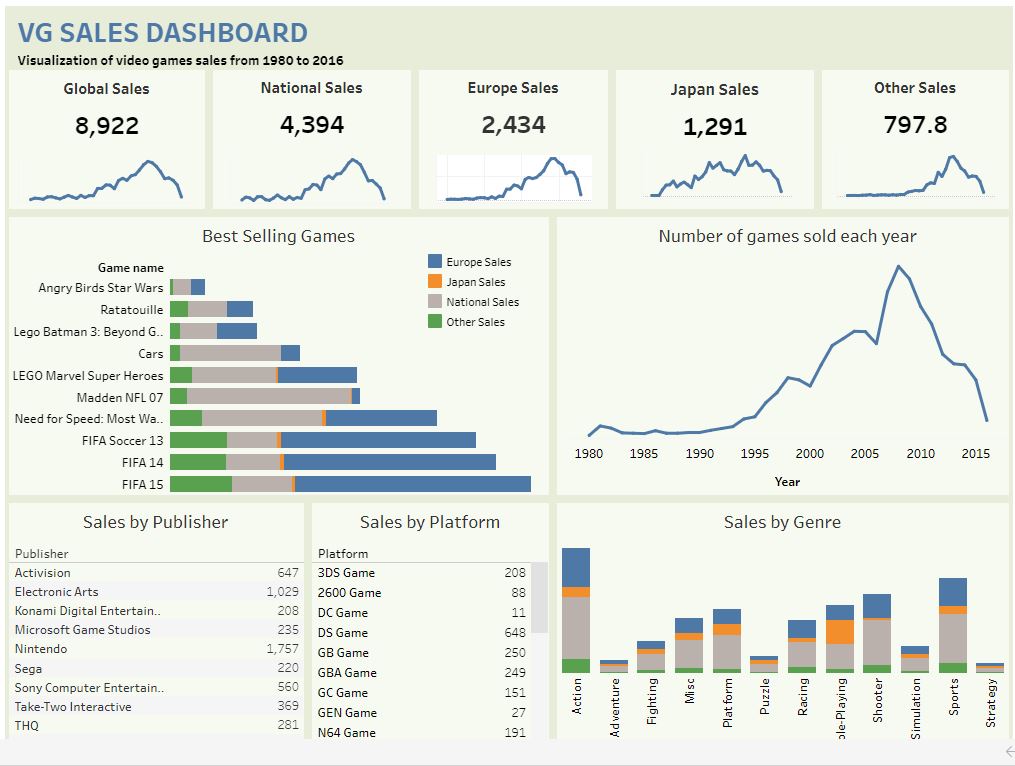 VG SALES DASHBOARD
Visualization of video games sales from 1980 to 2016
Global Sales
8,922
National Sales
4,394
Europe Sales
2,434
Japan Sales
1,291
Other Sales
797.8
Best Selling Games
Game name
Angry Birds Star Wars
Ratatouille
Lego Batman 3: Beyond G..
Cars
LEGO Marvel Super Heroes
Madden NFL 07
Need for Speed: Most Wa..
FIFA Soccer 13
FIFA 14
FIFA 15
Europe Sales
Japan Sales
National Sales
Other Sales
Number of games sold each year
1980 1985 1990 1995 2000 2005 2010 2015
Year
Sales by Publisher
Publisher
Activision 647
Electronic Arts 1,029
Konami Digital Entertain.. 208
Microsoft Game Studios 235
Nintendo 1,757
Sega 220
Sony Computer Entertain.. 560
Take-Two Interactive 369
THQ 281
Sales by Platform
Platform
3DS Game 208
2600 Game 88
DC Game 11
DS Game 648
GB Game 250
GBA Game 249
GC Game 151
GEN Game 27
N64 Game 191
Sales by Genre
Action
Adventure
Fighting
Misc
Platform
Puzzle
Racing
ole-Playing
Shooter
Simulation
Sports
Strategy